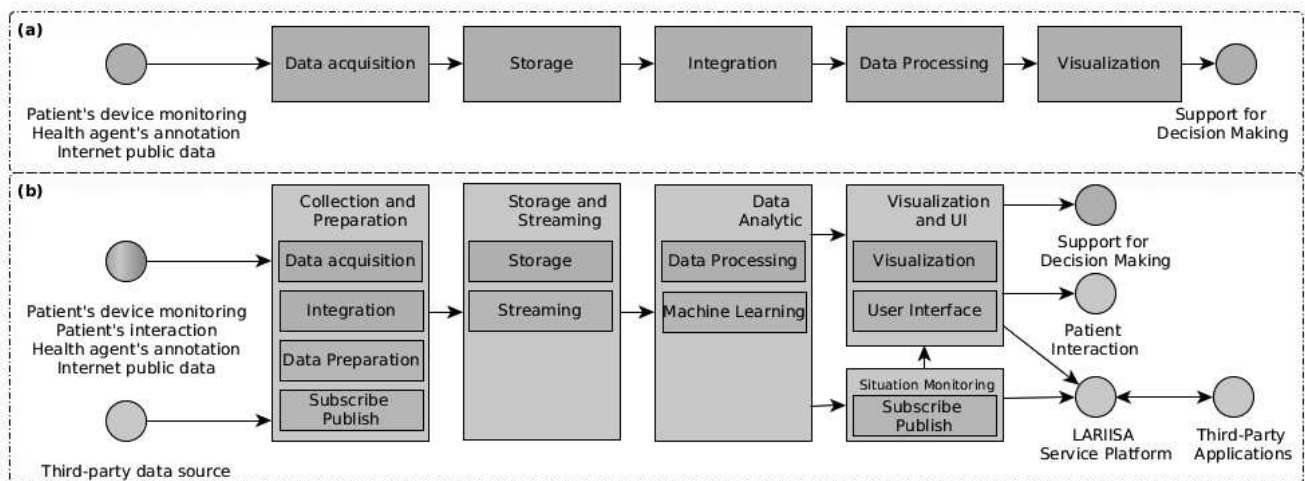 (a)
Data acquisition
Storage
Integration
Data Processing
Visualization
Patient's device monitoring
Health agent's annotation
Internet public data
Support for
Decision Making
(b)
Collection and
Preparation
Data acquisition
Integration
Data Preparation
Subscribe
Publish
Storage and
Streaming
Storage
Streaming
Data
Analytic
Data Processing
Machine Learning
Visualization
and UI
Visualization
User Interface
Situation Monitoring
Subscribe
Publish
Patient's device monitoring
Patient's interaction
Health agent's annotation
Internet public data
Third-party data source
Support for
Decision Making
Patient
Interaction
LARIISA
Service Platform
Third-Party
Applications